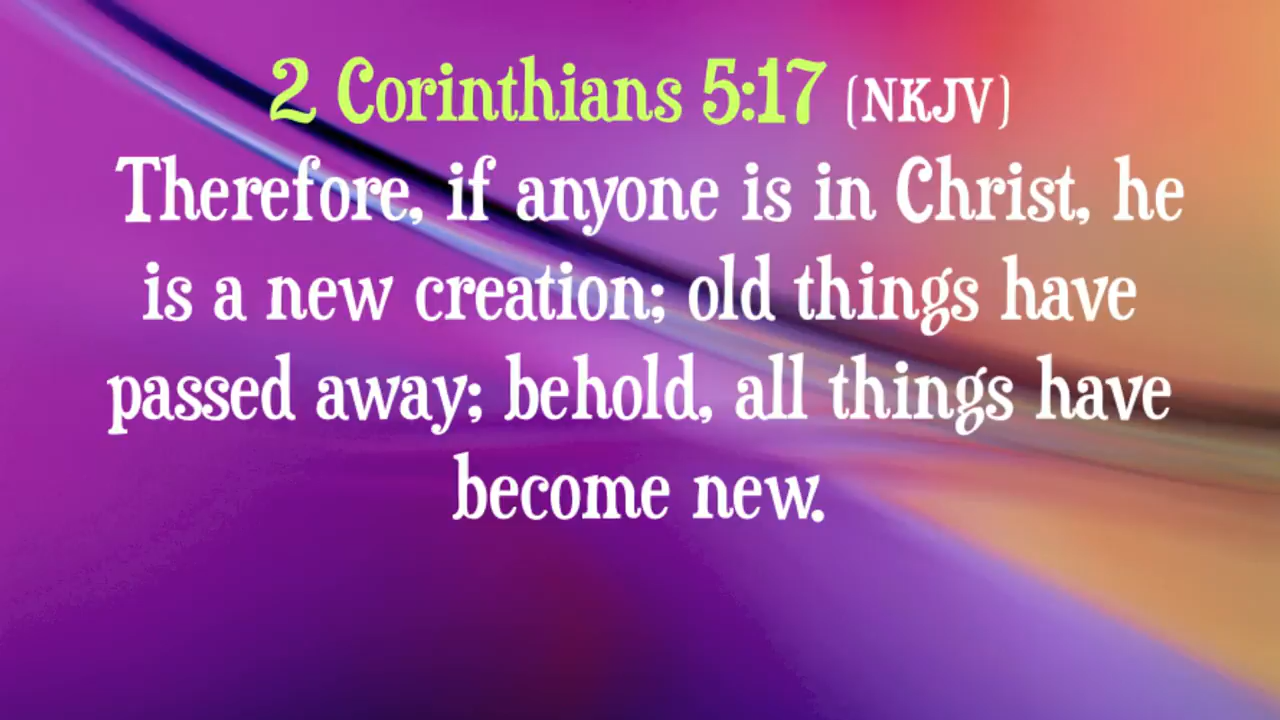 2 Corinthians 5:17 (NKJV)
Therefore, if anyone is in Christ, he
is a new creation; old things have
passed away; behold, all things have
become new.